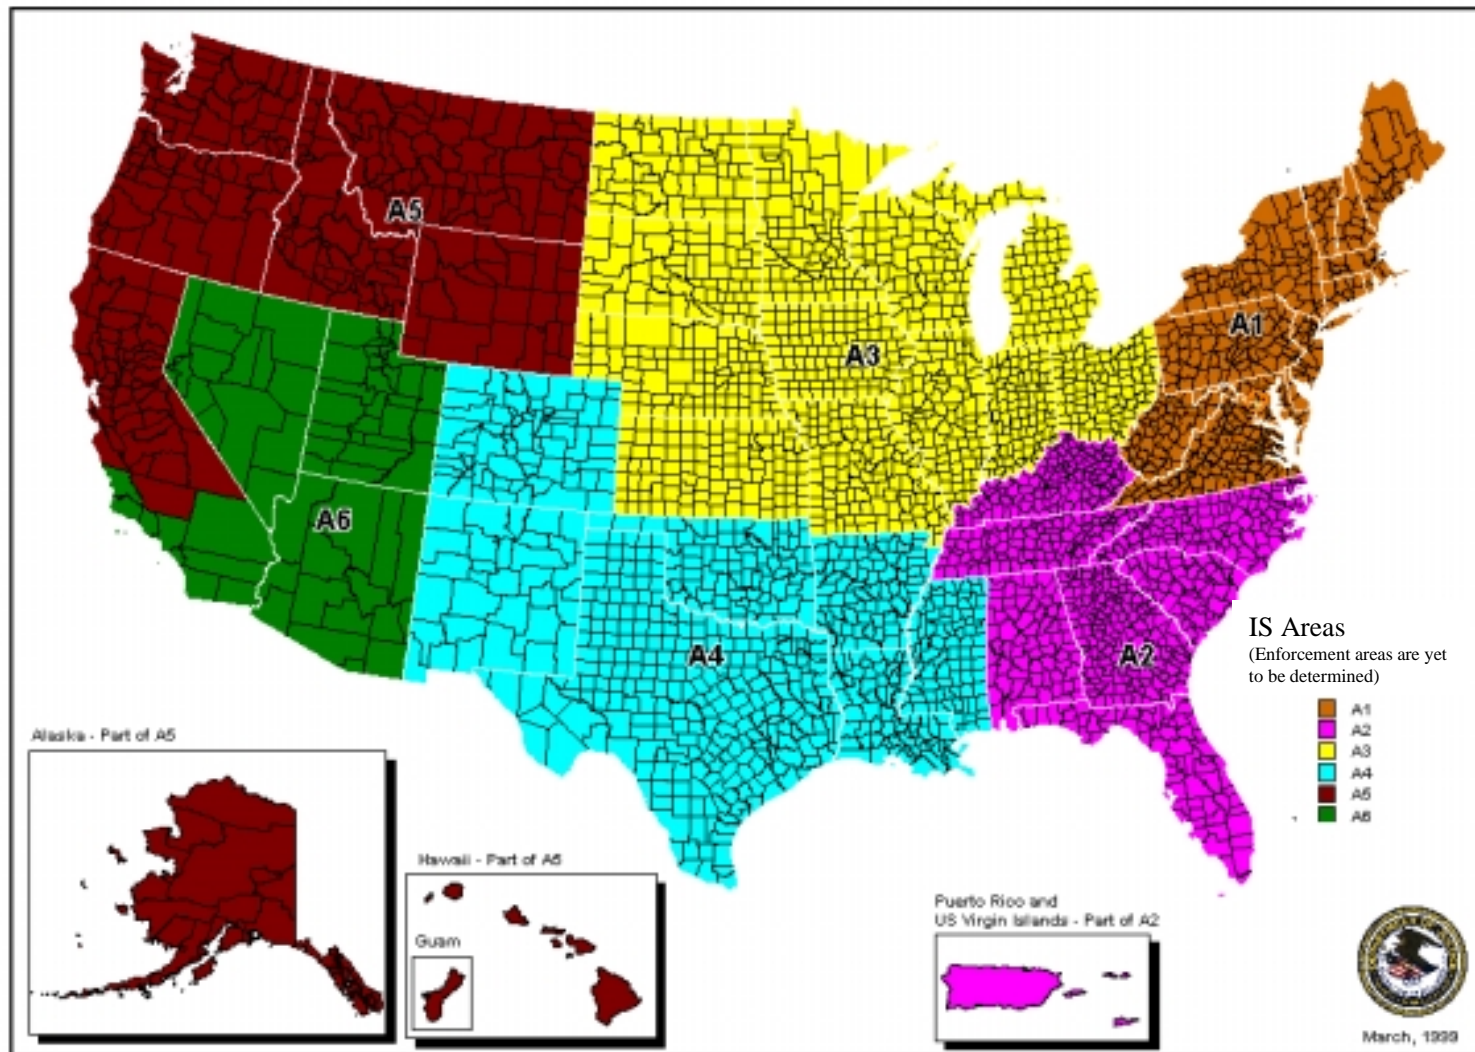 A5
A1
A3
A6
A4
A2
IS Areas
(Enforcement areas are yet
to be determined)
A1
A2
A3
A4
A5
A6
Alaska - Part of A5
Hawaii - Part of A5
Guam
Puerto Rico and
US Virgin Islands - Part of A2
March, 1999